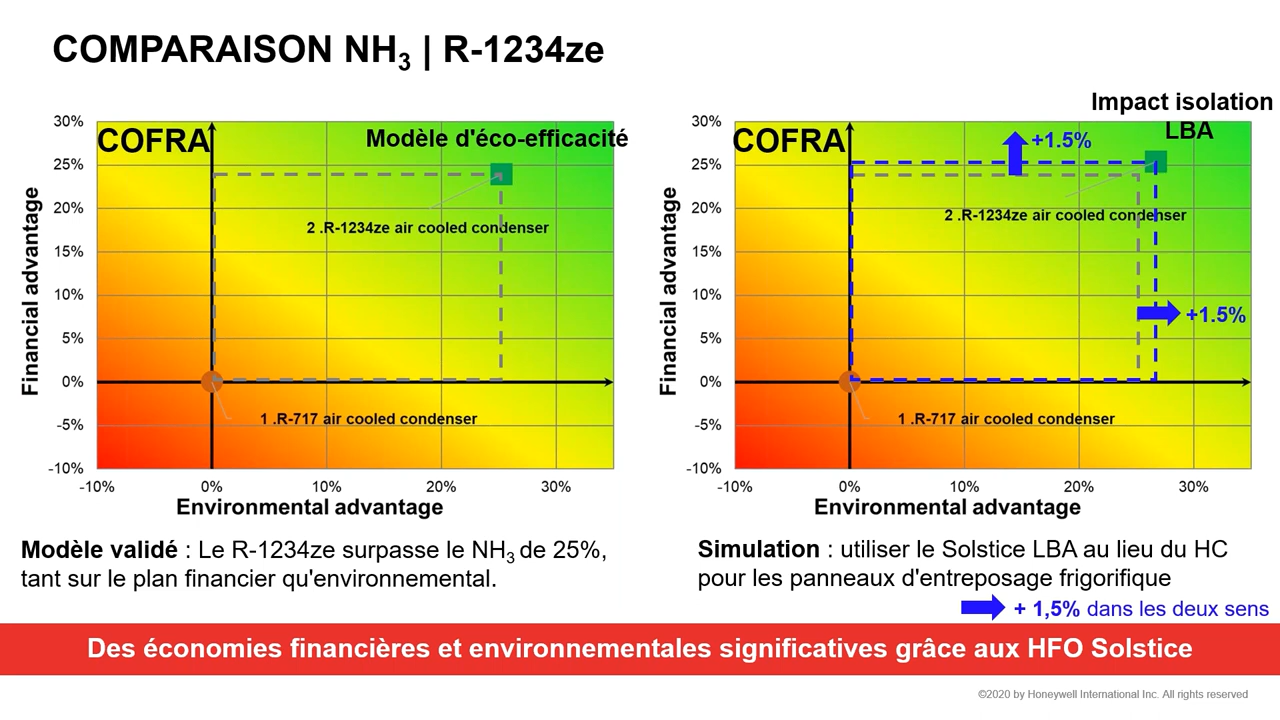 COMPARAISON NH3 | R-1234ze
COFRA
Modèle d'éco-efficacité
Financial advantage
30%
25%
20%
15%
10%
5%
0%
-5%
-10%
2 .R-1234ze air cooled condenser
1 .R-717 air cooled condenser
-10%
0%
10%
20%
30%
Environmental advantage
Modèle validé : Le R-1234ze surpasse le NH3 de 25%,
tant sur le plan financier qu'environnemental.
Impact isolation
LBA
COFRA
+1.5%
Financial advantage
30%
25%
20%
15%
10%
5%
0%
-5%
-10%
2 .R-1234ze air cooled condenser
+1.5%
1 .R-717 air cooled condenser
-10%
0%
10%
20%
30%
Environmental advantage
Simulation : utiliser le Solstice LBA au lieu du HC
pour les panneaux d'entreposage frigorifique
+ 1,5% dans les deux sens
Des économies financières et environnementales significatives grâce aux HFO Solstice
©2020 by Honeywell International Inc. All rights reserved